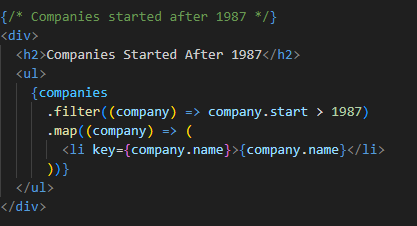 {/* Companies started after 1987 */}
<div>
  <h2>Companies Started After 1987</h2>
  <ul>
    {companies
      .filter((company) => company.start > 1987)
      .map((company) => (
        <li key={company.name}>{company.name}</li>
      ))}
  </ul>
</div>